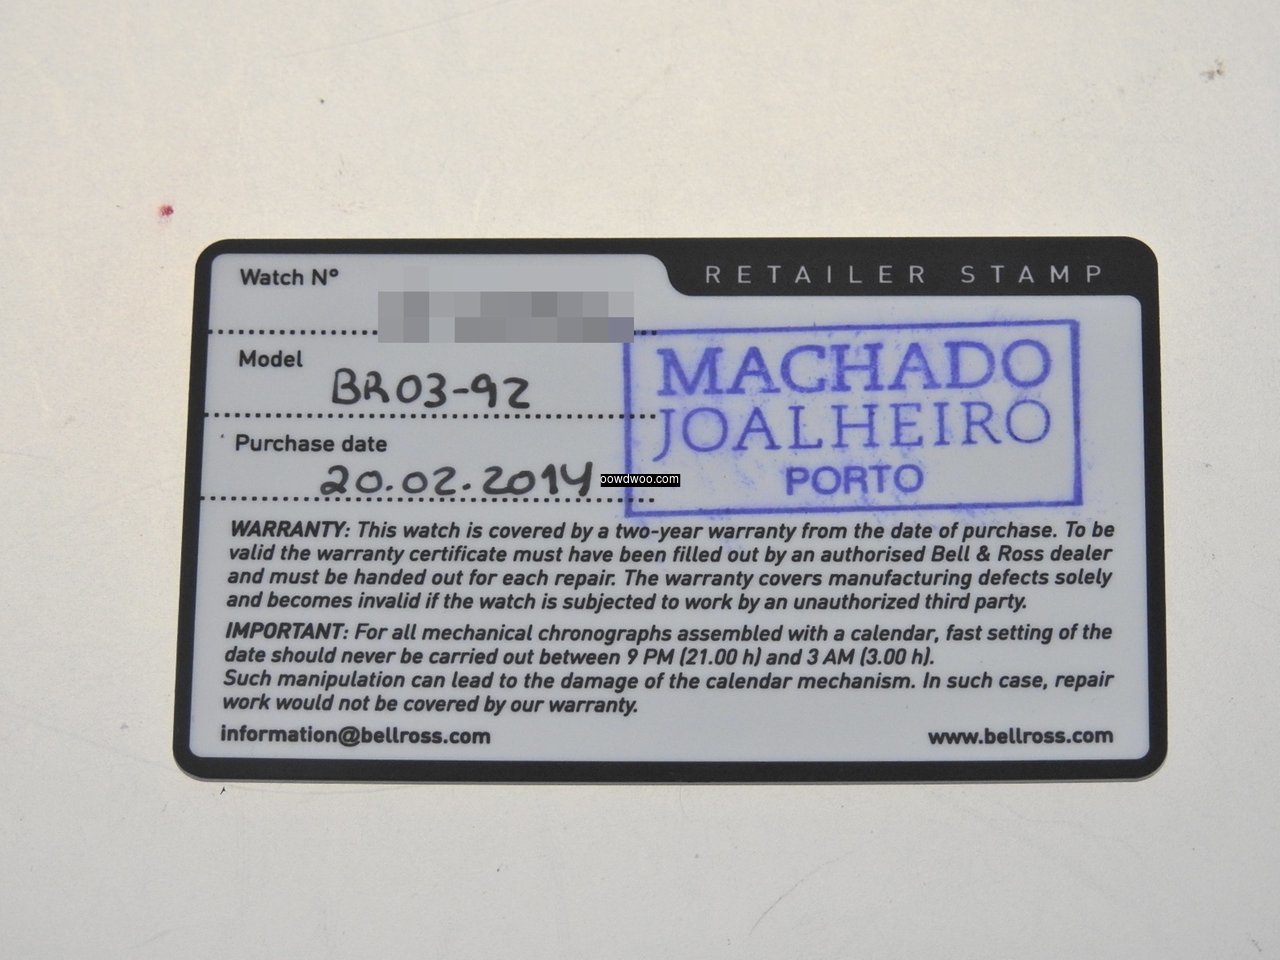 Watch N°
RETAILER STAMP
Model
BR03-92
Purchase date
20.02.2014
MACHADO
JOALHEIRO
PORTO
oowdwoo.com
WARRANTY: This watch is covered by a two-year warranty from the date of purchase. To be
valid the warranty certificate must have been filled out by an authorised Bell & Ross dealer
and must be handed out for each repair. The warranty covers manufacturing defects solely
and becomes invalid if the watch is subjected to work by an unauthorized third party.
IMPORTANT: For all mechanical chronographs assembled with a calendar, fast setting of the
date should never be carried out between 9 PM (21.00 h) and 3 AM (3.00 h).
Such manipulation can lead to the damage of the calendar mechanism. In such case, repair
work would not be covered by our warranty.
information@bellross.com
www.bellross.com